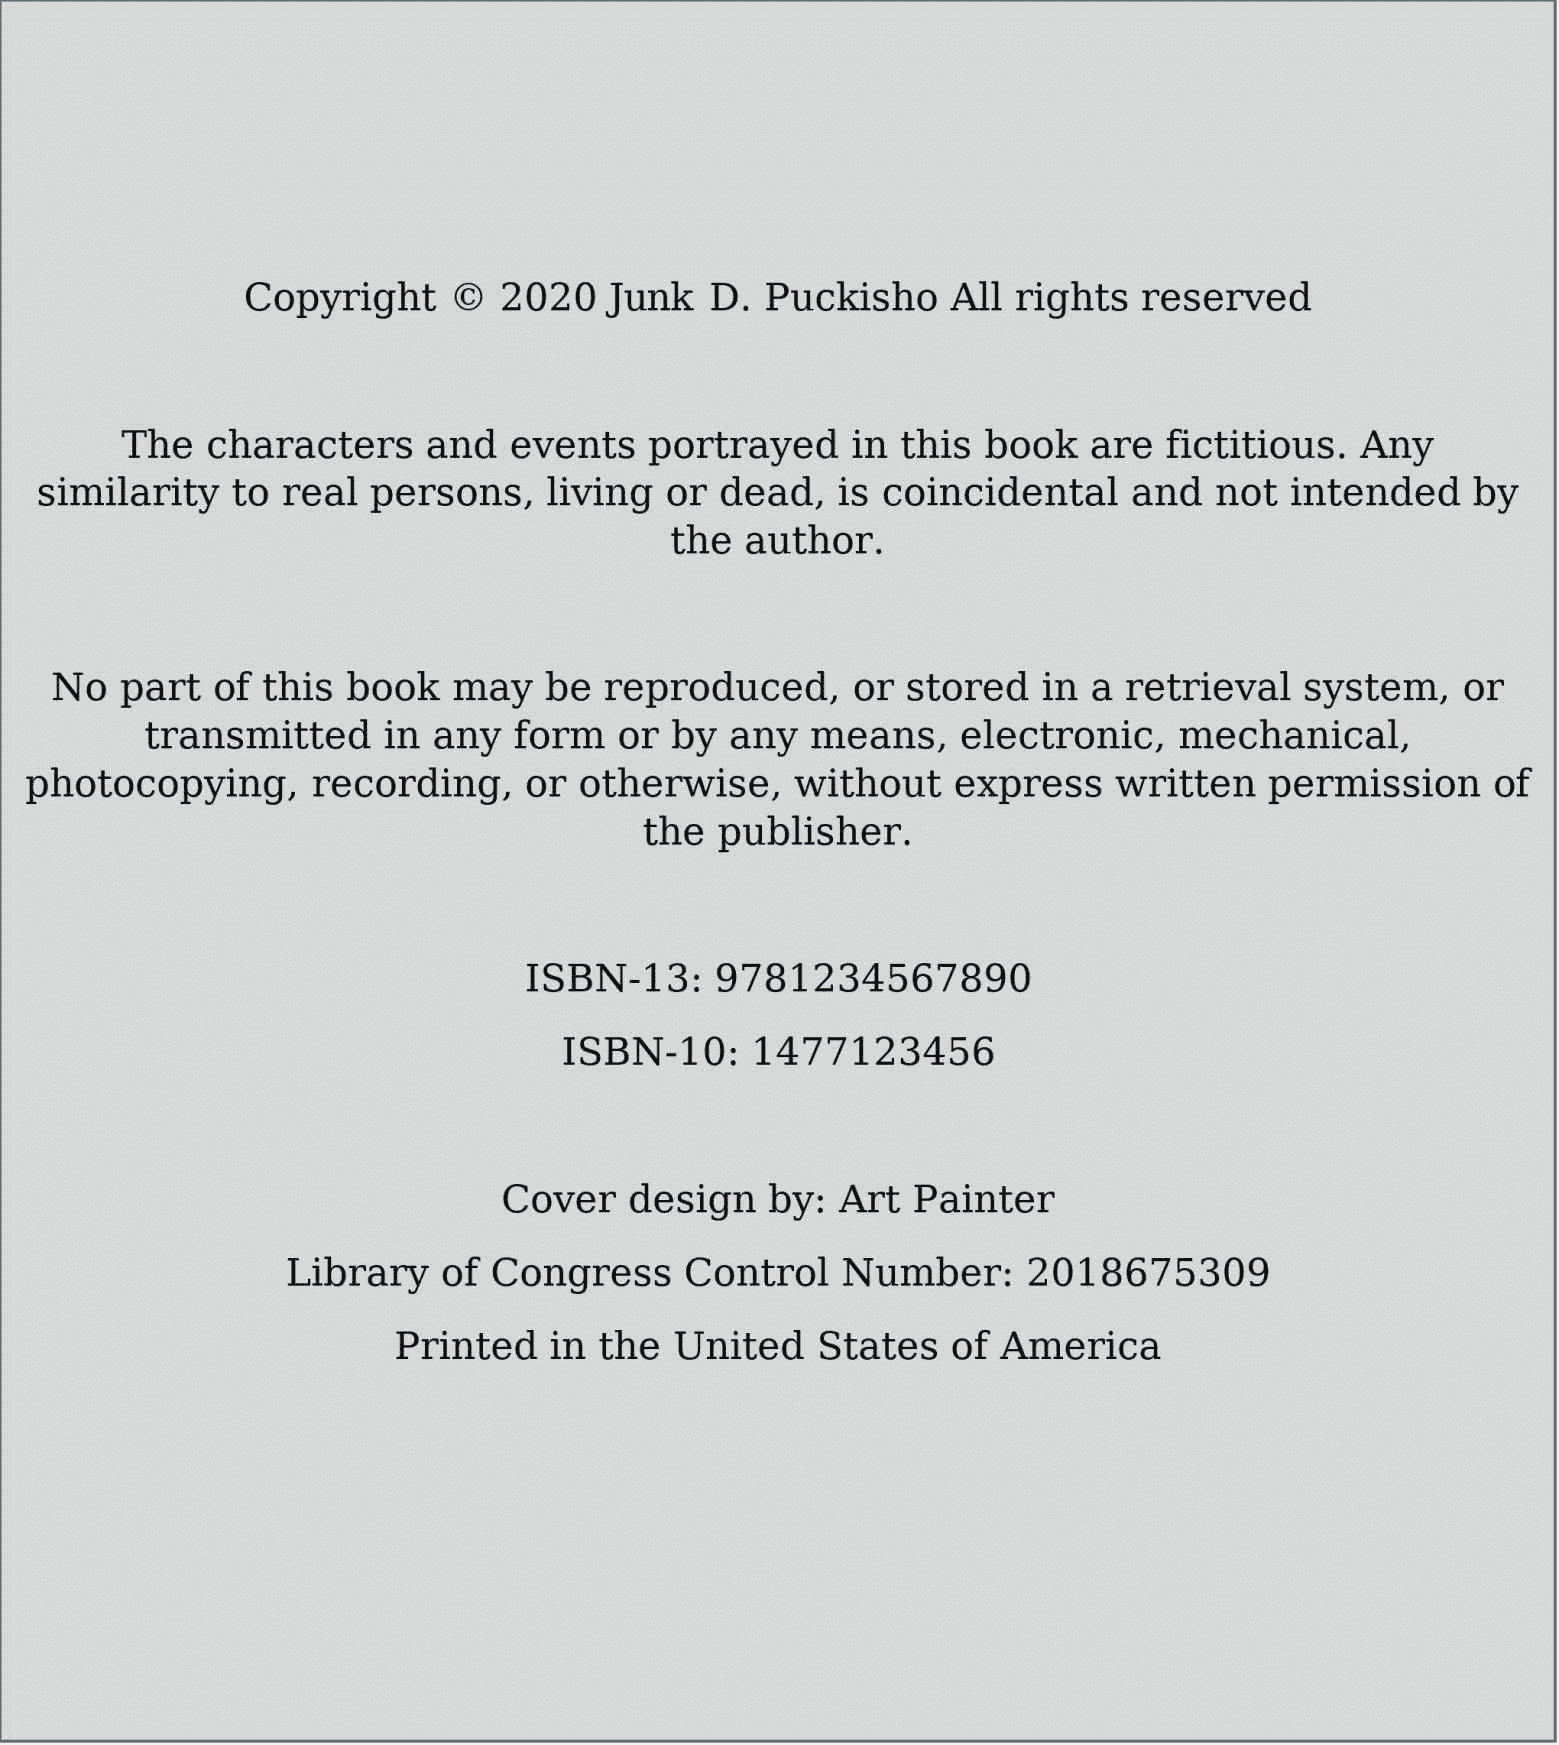 Copyright © 2020 Junk D. Puckisho All rights reserved
The characters and events portrayed in this book are fictitious. Any
similarity to real persons, living or dead, is coincidental and not intended by
the author.
No part of this book may be reproduced, or stored in a retrieval system, or
transmitted in any form or by any means, electronic, mechanical,
photocopying, recording, or otherwise, without express written permission of
the publisher.
ISBN-13: 9781234567890
ISBN-10: 1477123456
Cover design by: Art Painter
Library of Congress Control Number: 2018675309
Printed in the United States of America